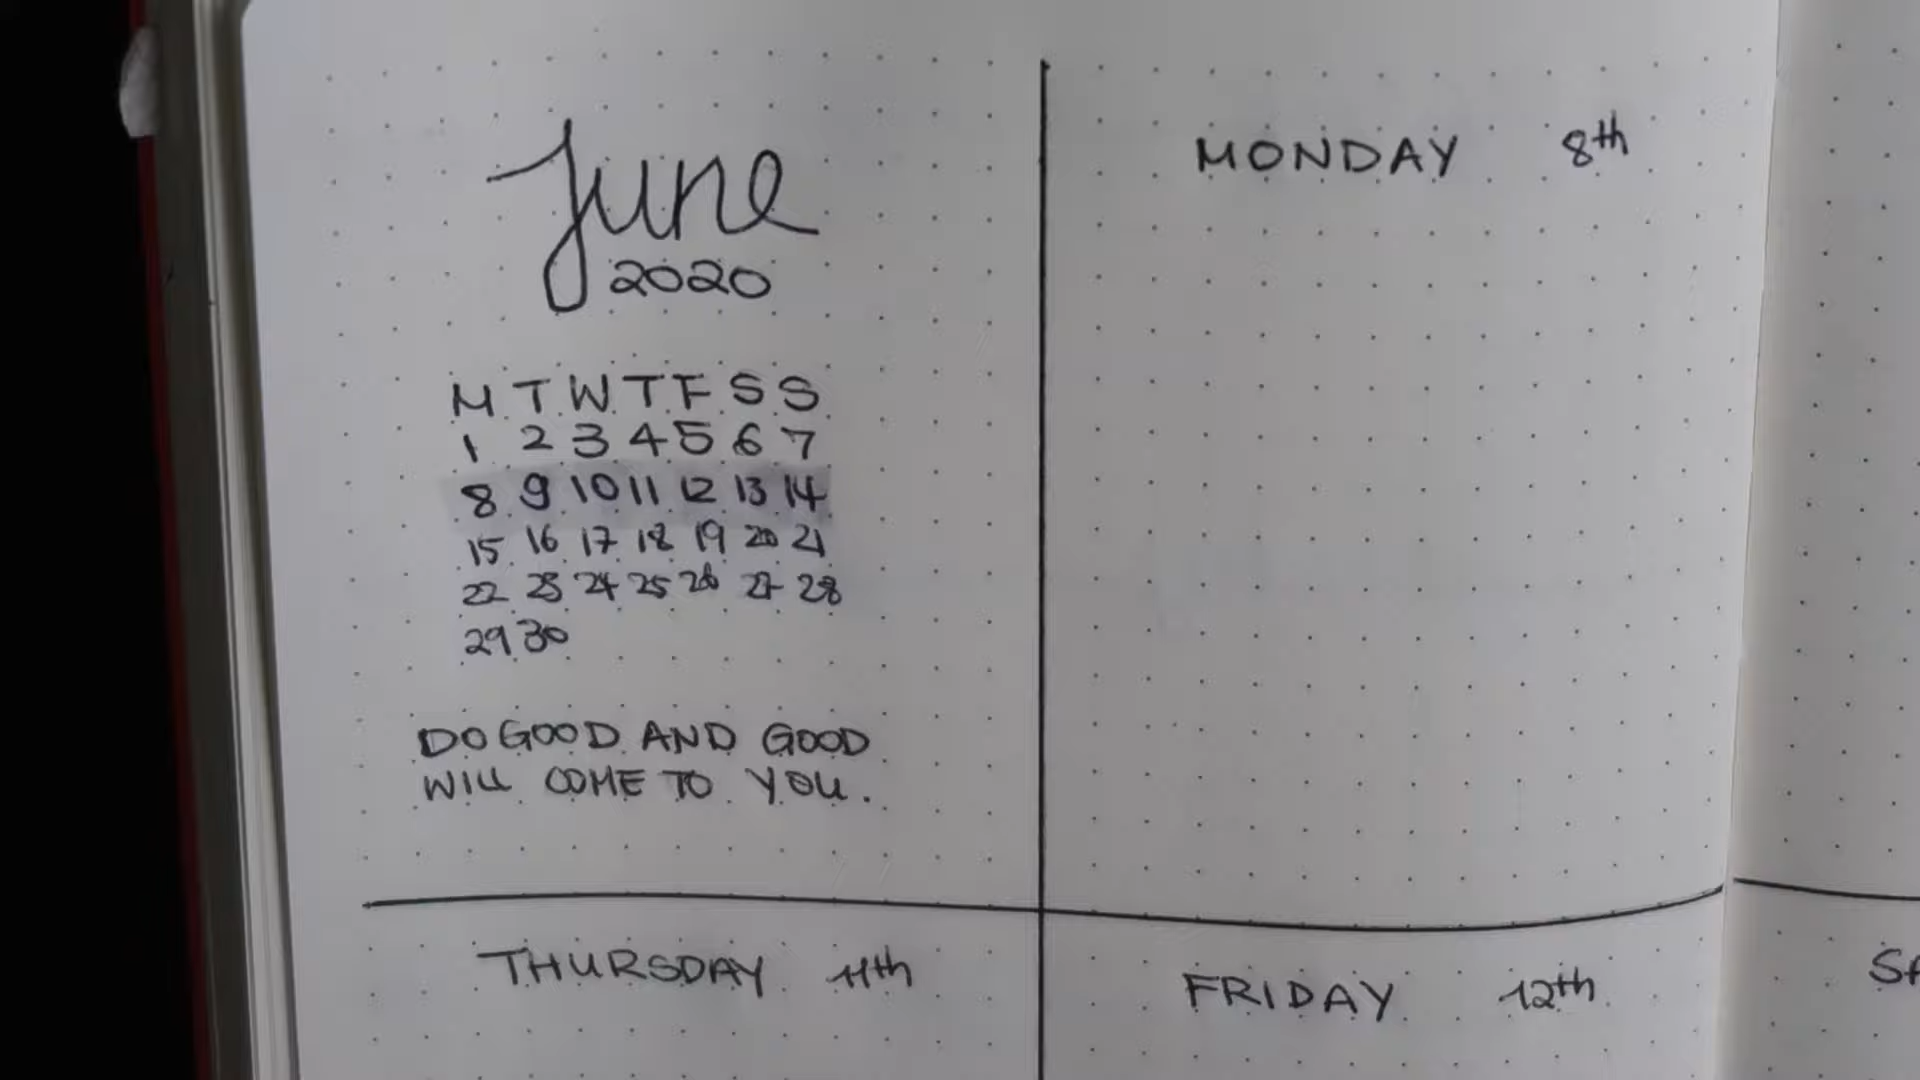 June
2020
M T W T F S S
1 2 3 4 5 6 7
8 9 10 11 12 13 14
15 16 17 18 19 20 21
22 23 24 25 26 27 28
29 30
DO GOOD AND GOOD
WILL COME TO YOU.
MONDAY 8th
THURSDAY 11th
FRIDAY 12th
SA